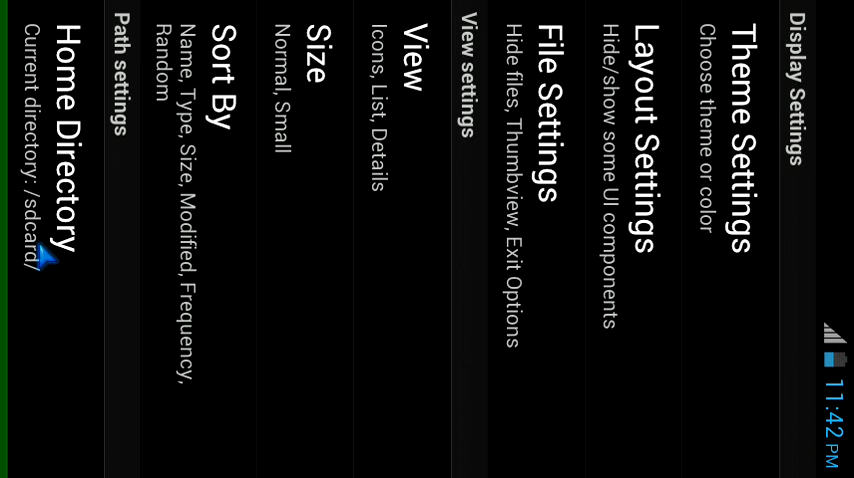 11:42 PM
Display Settings
Theme Settings
Choose theme or color
Layout Settings
Hide/show some UI components
File Settings
Hide files, Thumbview, Exit Options
View settings
View
Icons, List, Details
Size
Normal, Small
Sort By
Name, Type, Size, Modified, Frequency,
Random
Path settings
Home Directory
Current directory: /sdcard/